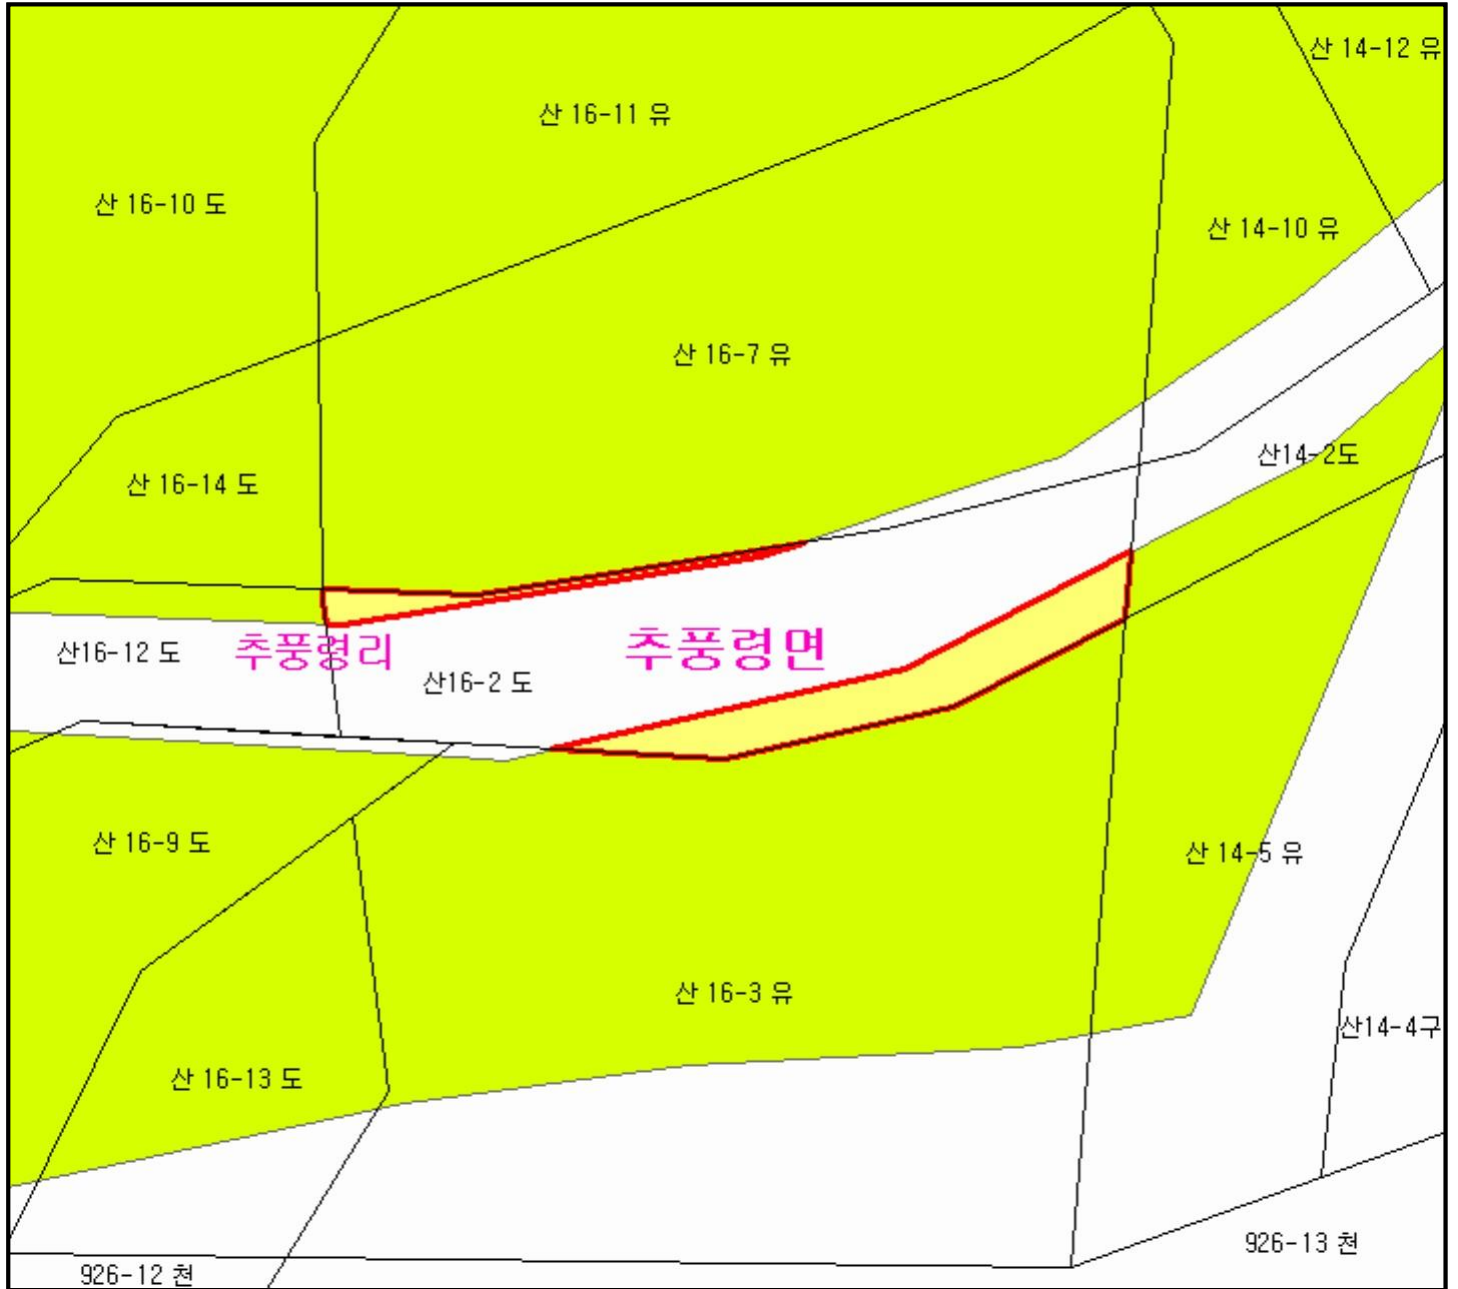 산 14-12 유
산 16-11 유
산 16-10 도
산 14-10 유
산 16-7 유
산14-2도
산 16-14 도
추풍령면
산16-12 도
추풍령리
산16-2 도
산 16-9 도
산 14-5 유
산 16-3 유
산14-4구
산 16-13 도
926-13 천
926-12 천